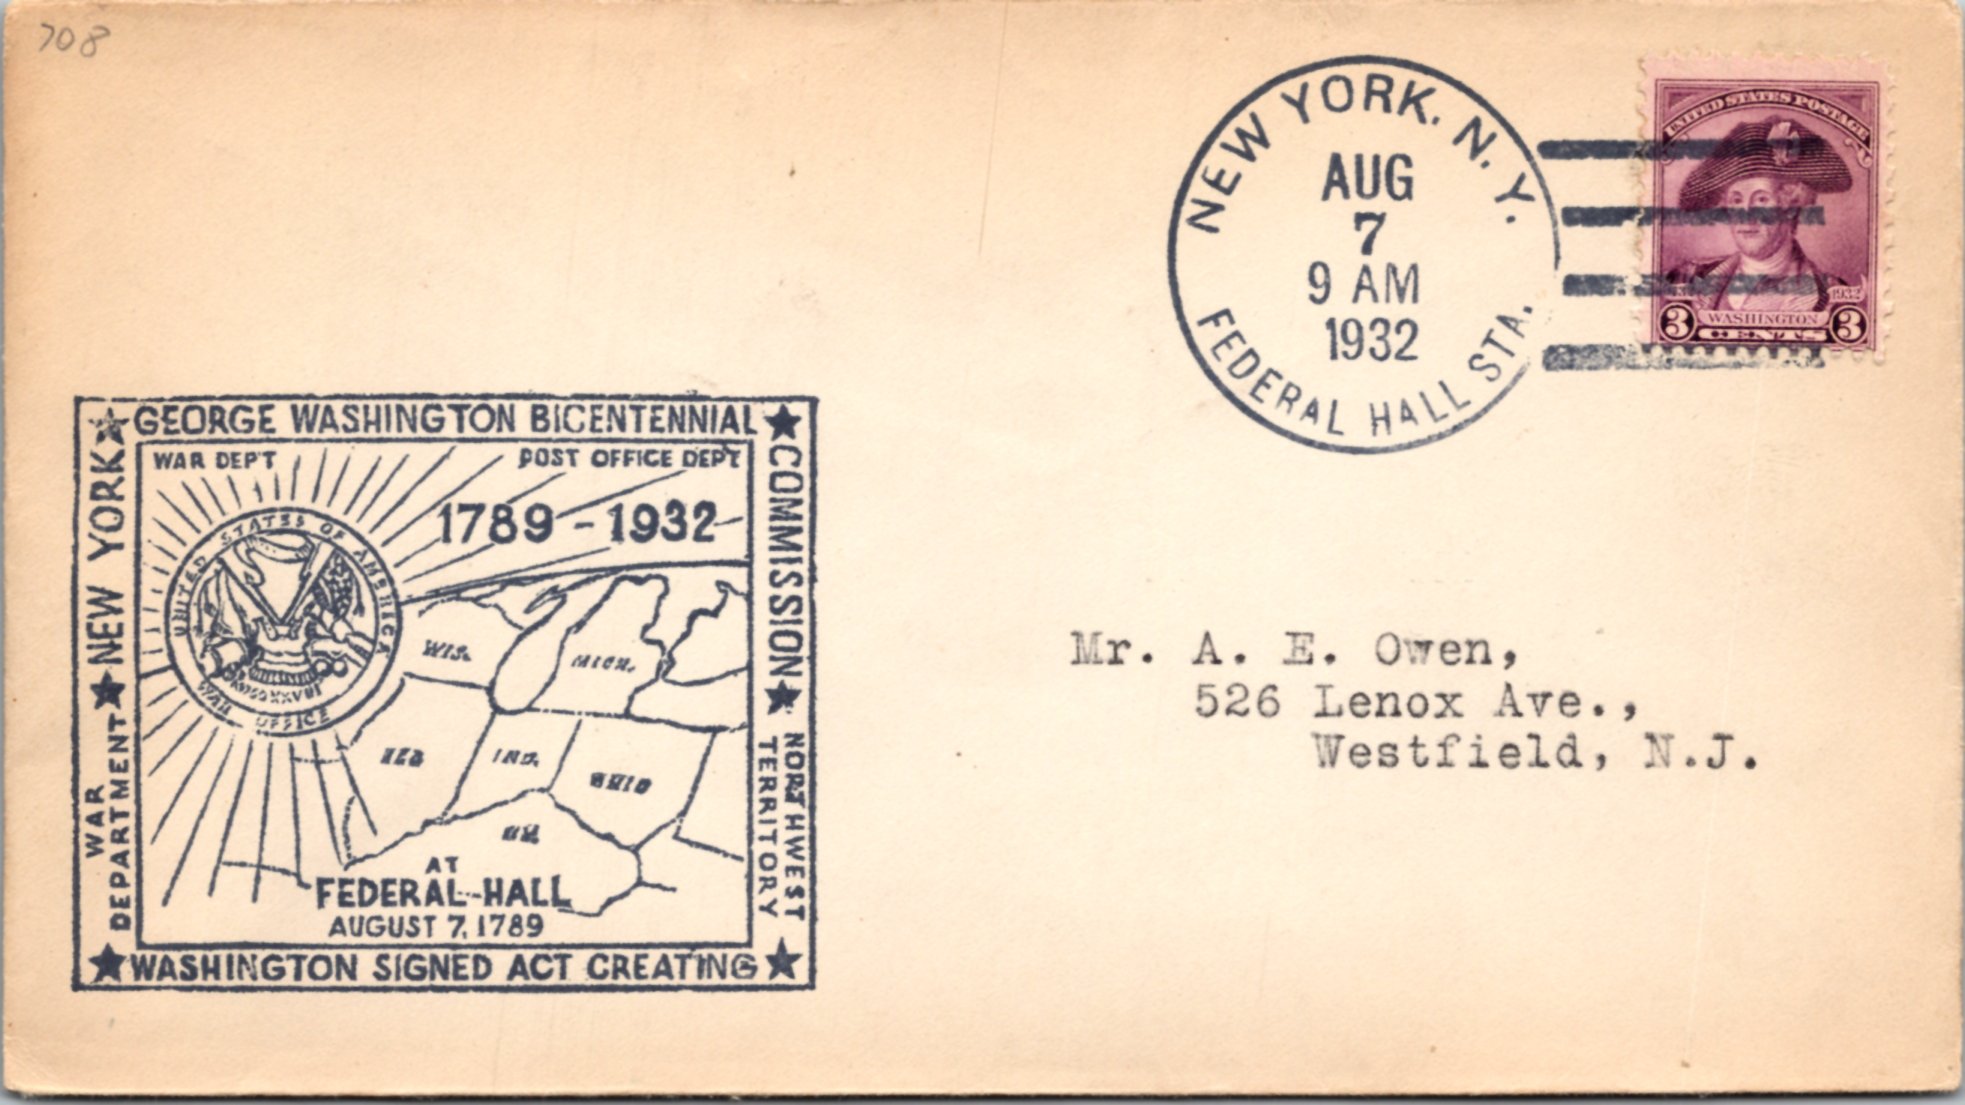 708
NEW YORK. N. Y.
AUG
7
9 AM
1932
FEDERAL HALL STA.
UNITED STATES POSTAGE
1932
3 WASHINGTON 3
CENTS
GEORGE WASHINGTON BICENTENNIAL
COMMISSION
NEW YORK
WAR DEP'T POST OFFICE DEPT
1789 - 1932
UNITED STATES OF AMERICA
WAR OFFICE
WIS. MICH.
IND. OHIO
AT
FEDERAL-HALL
AUGUST 7, 1789
WAR
DEPARTMENT
WASHINGTON SIGNED ACT CREATING
NORTHWEST
TERRITORY
Mr. A. E. Owen,
526 Lenox Ave.,
Westfield, N.J.